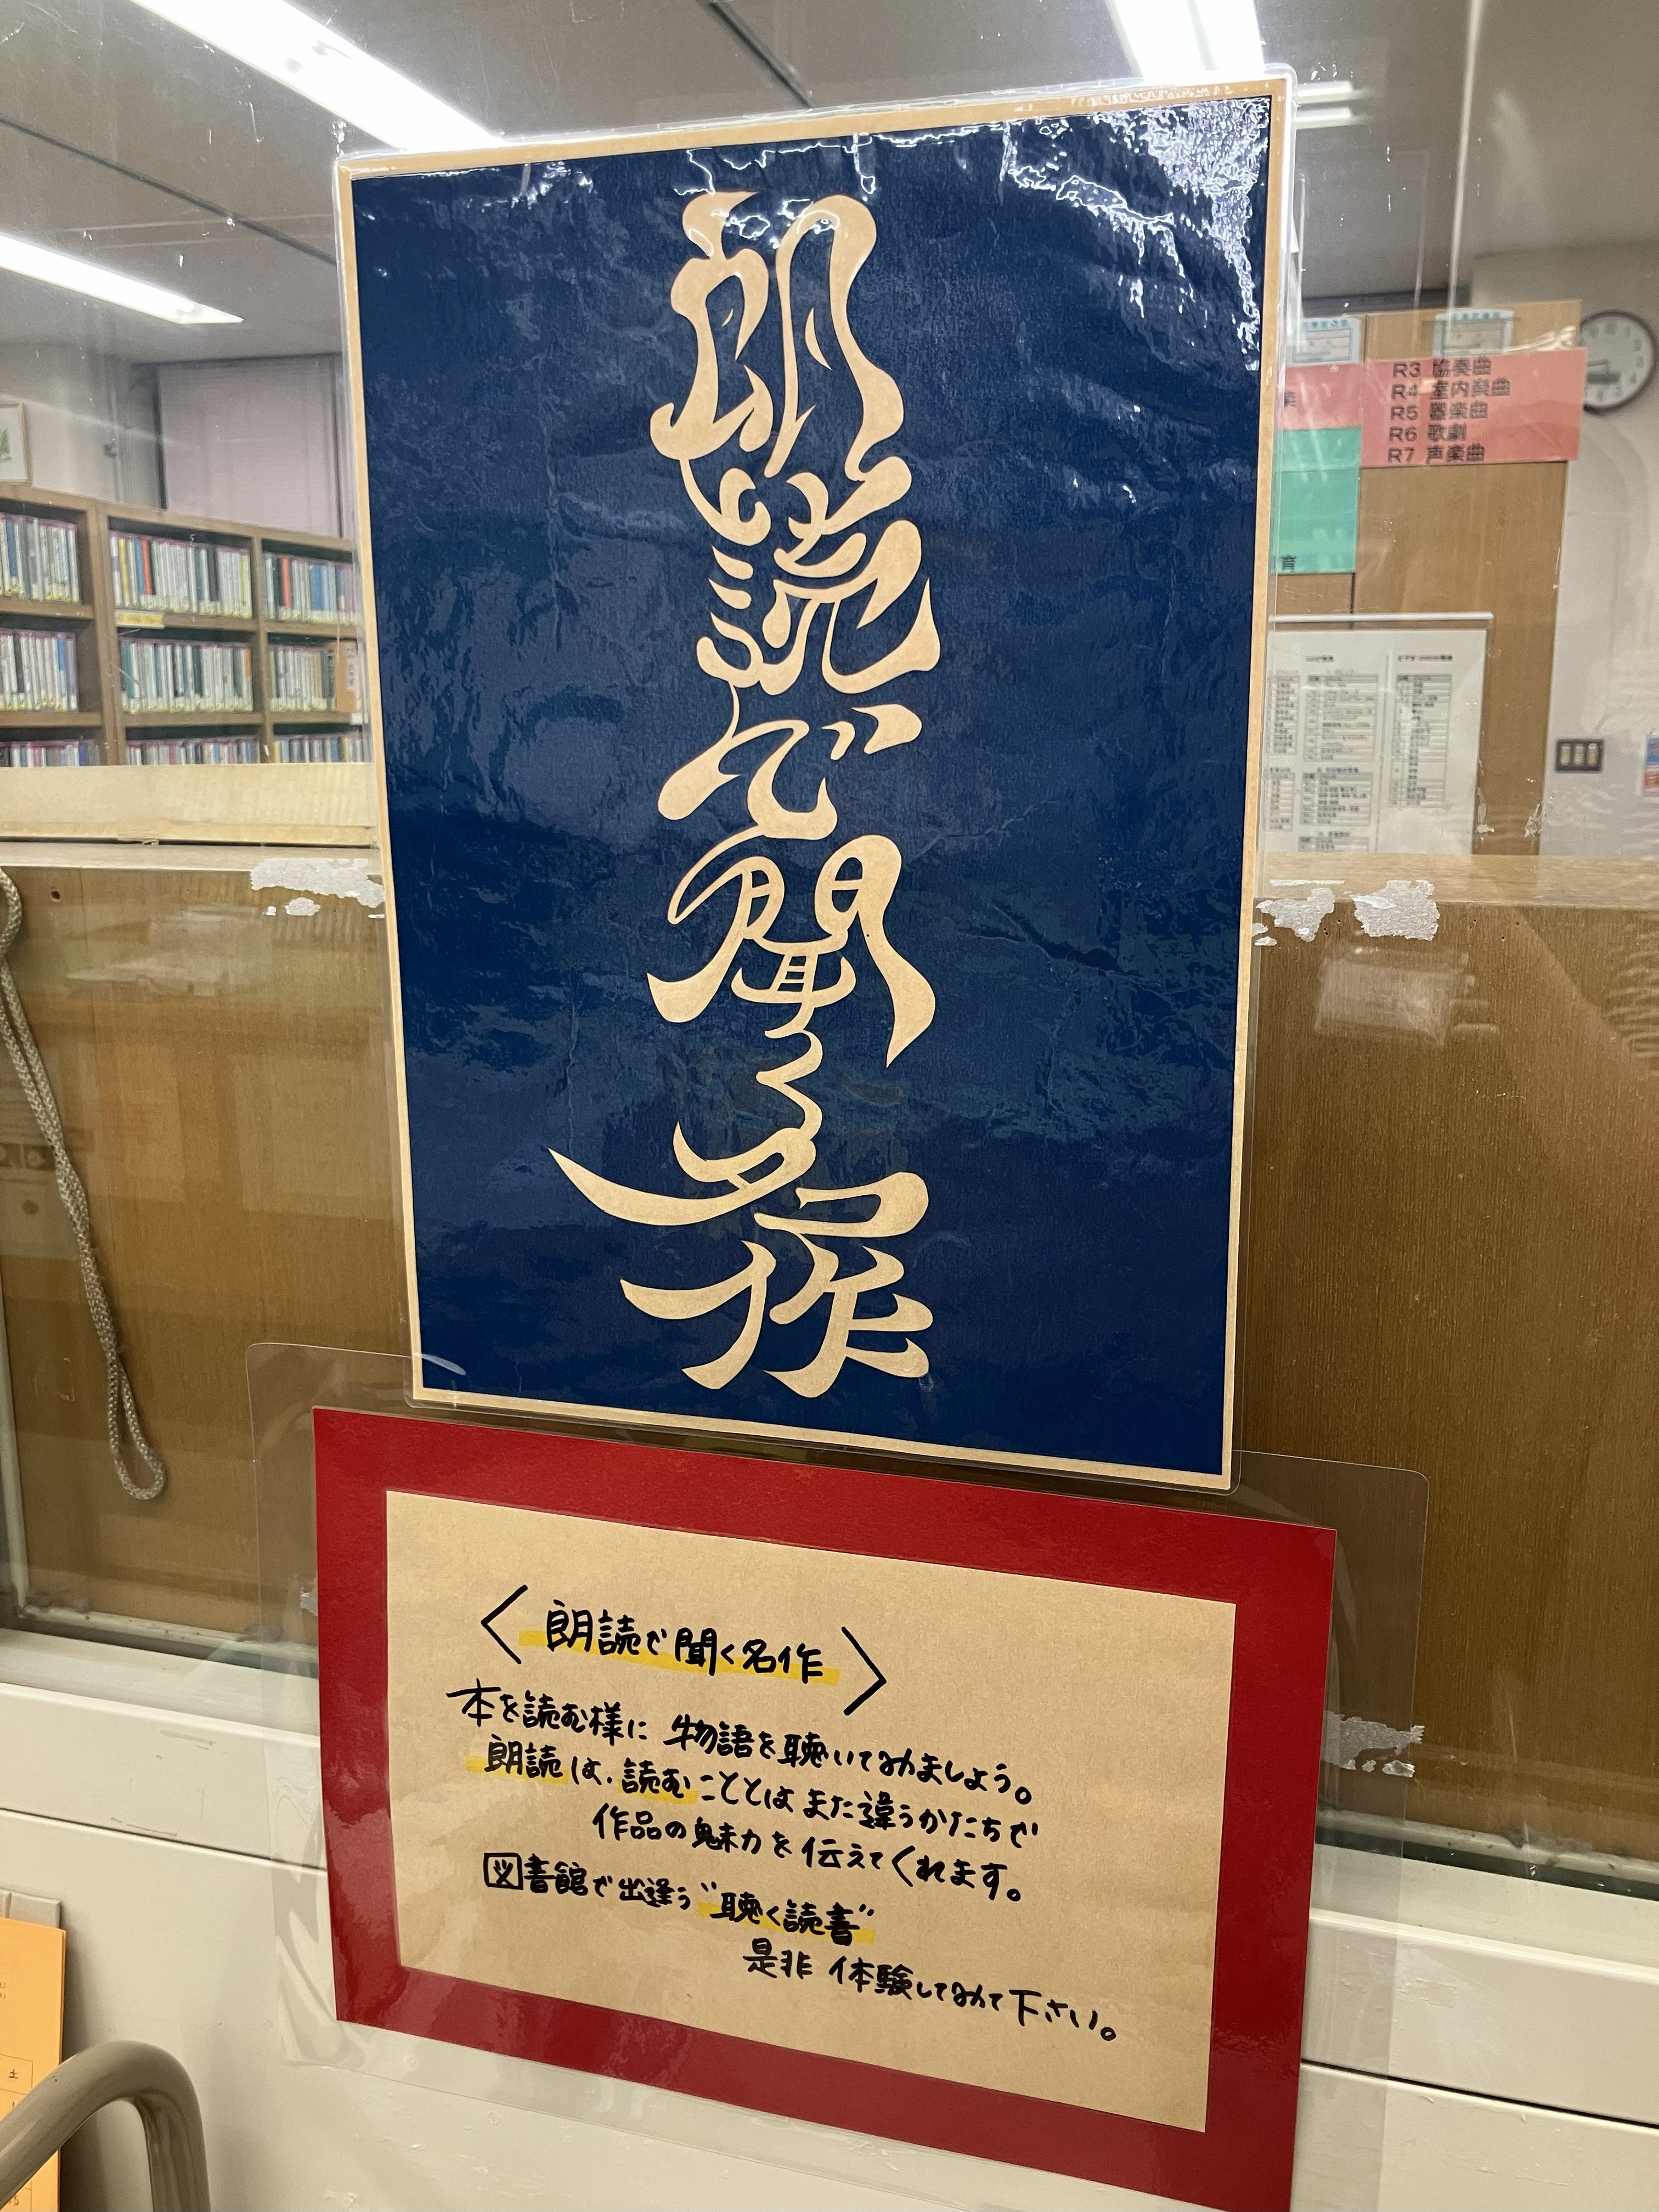 朗読で聞く名作
R3 協奏曲
R4 室内楽曲
R5 器楽曲
R6 歌劇
R7 声楽曲
育
〈朗読で聞く名作〉
本を読む様に 物語を聴いてみましょう。
朗読は、読むこととはまた違うかたちで
作品の魅力を伝えてくれます。
図書館で出逢う"聴く読書"
是非 体験してみて下さい。
土